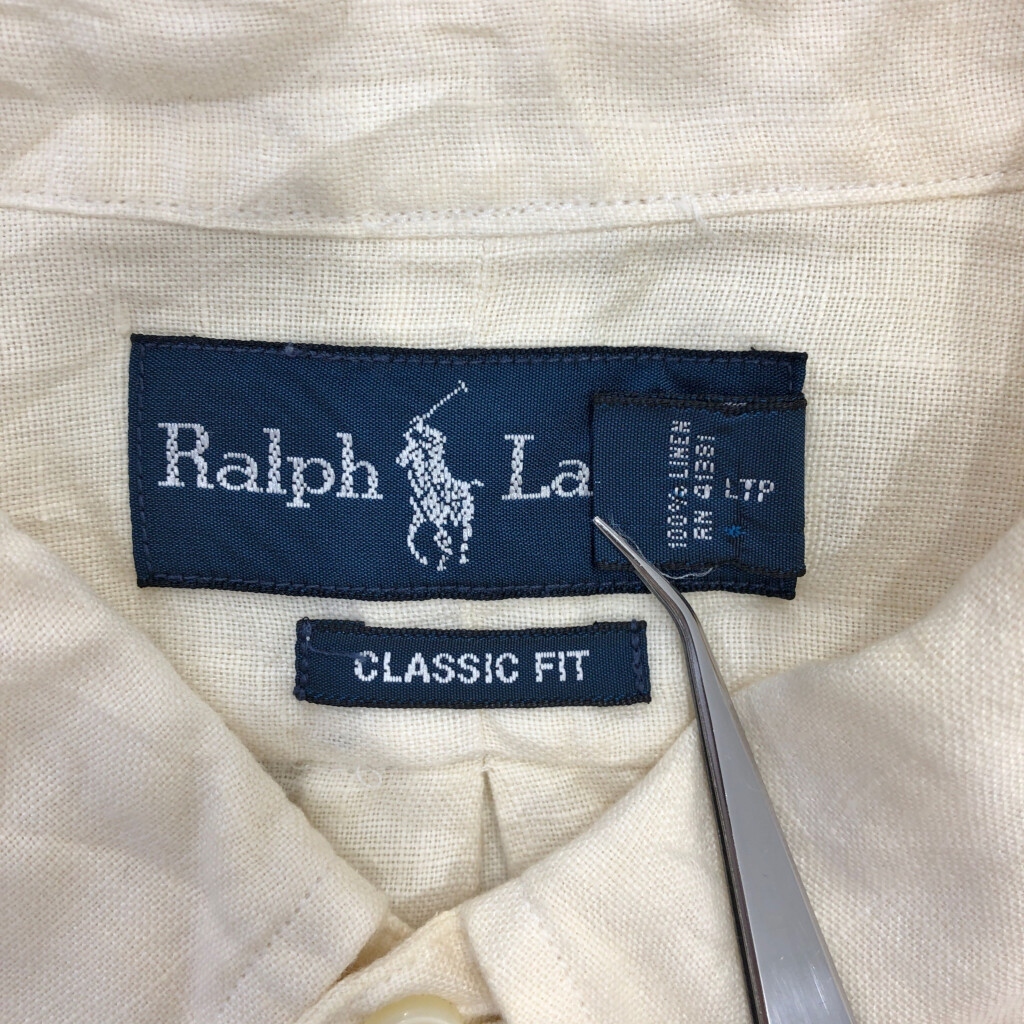 Ralph La
100% LINEN
RN 41381
LTP
CLASSIC FIT